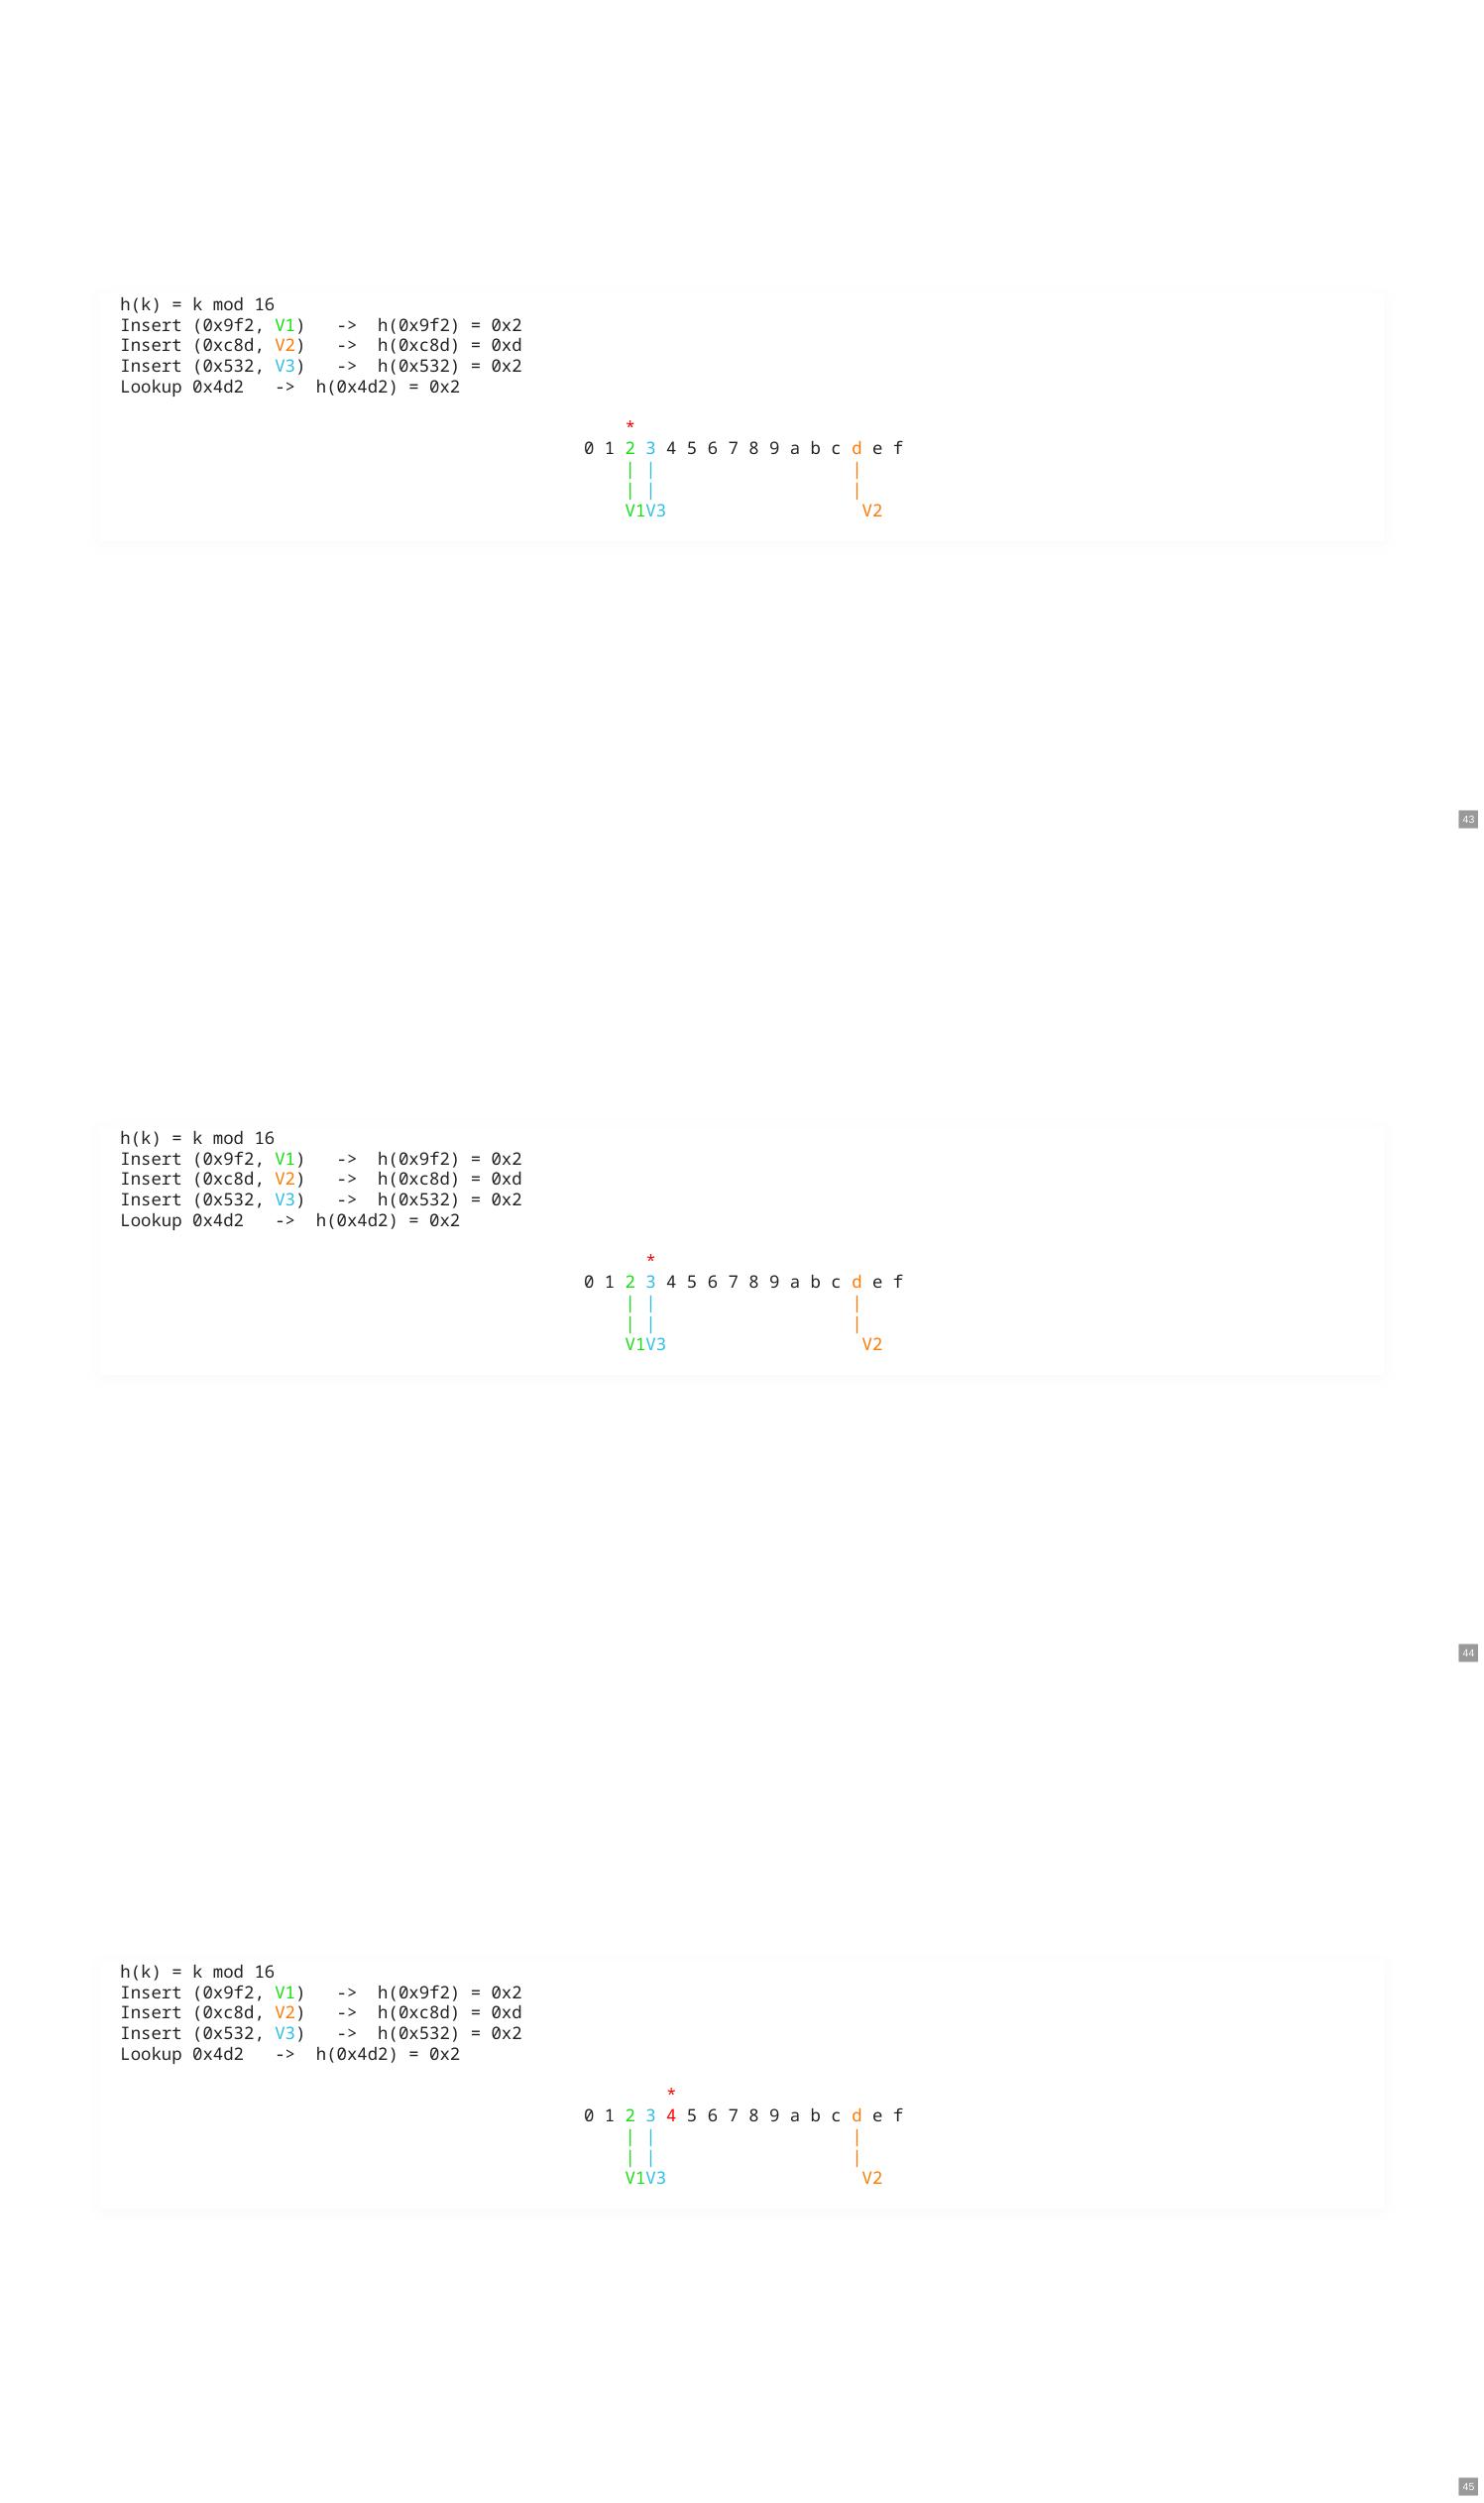 h(k) = k mod 16
Insert (0x9f2, V1)   ->  h(0x9f2) = 0x2
Insert (0xc8d, V2)   ->  h(0xc8d) = 0xd
Insert (0x532, V3)   ->  h(0x532) = 0x2
Lookup 0x4d2   ->  h(0x4d2) = 0x2
*
0 1 2 3 4 5 6 7 8 9 a b c d e f
| | |
| | |
V1V3 V2
43
h(k) = k mod 16
Insert (0x9f2, V1)   ->  h(0x9f2) = 0x2
Insert (0xc8d, V2)   ->  h(0xc8d) = 0xd
Insert (0x532, V3)   ->  h(0x532) = 0x2
Lookup 0x4d2   ->  h(0x4d2) = 0x2
*
0 1 2 3 4 5 6 7 8 9 a b c d e f
| | |
| | |
V1V3 V2
44
h(k) = k mod 16
Insert (0x9f2, V1)   ->  h(0x9f2) = 0x2
Insert (0xc8d, V2)   ->  h(0xc8d) = 0xd
Insert (0x532, V3)   ->  h(0x532) = 0x2
Lookup 0x4d2   ->  h(0x4d2) = 0x2
*
0 1 2 3 4 5 6 7 8 9 a b c d e f
| | |
| | |
V1V3 V2
45